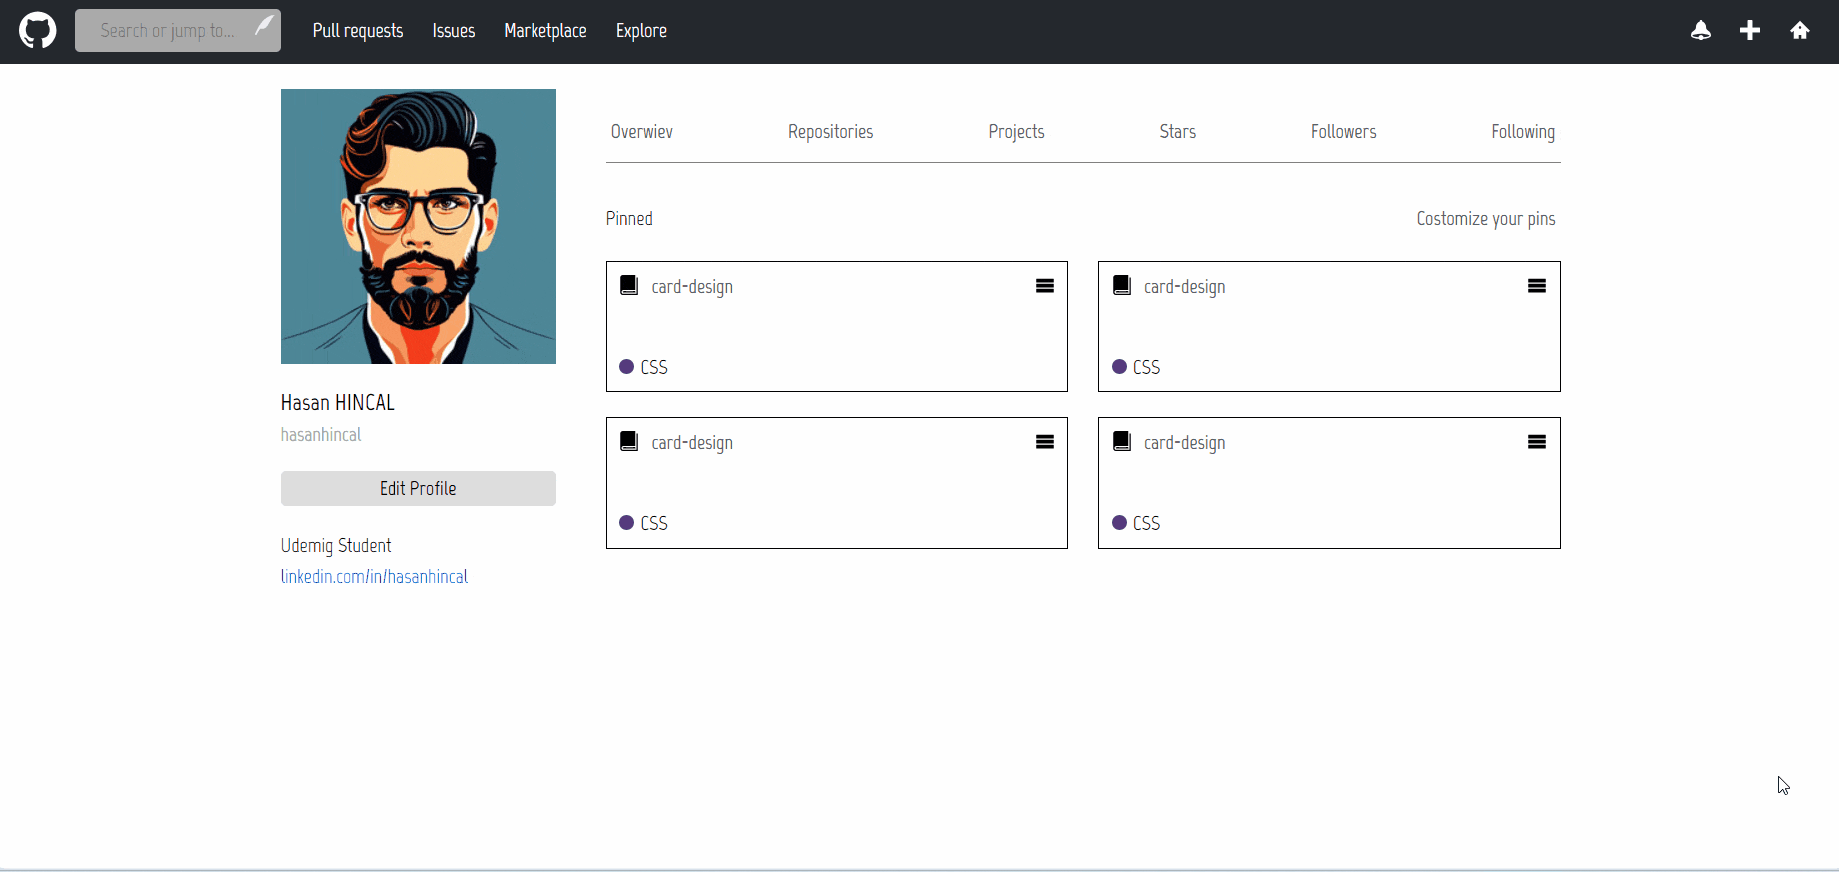 Search or jump to... Pull requests Issues Marketplace Explore
Overwiev Repositories Projects Stars Followers Following
Pinned Costomize your pins
card-design card-design
CSS CSS
card-design card-design
CSS CSS
Hasan HINCAL
hasanhincal
Edit Profile
Udemig Student
linkedin.com/in/hasanhincal